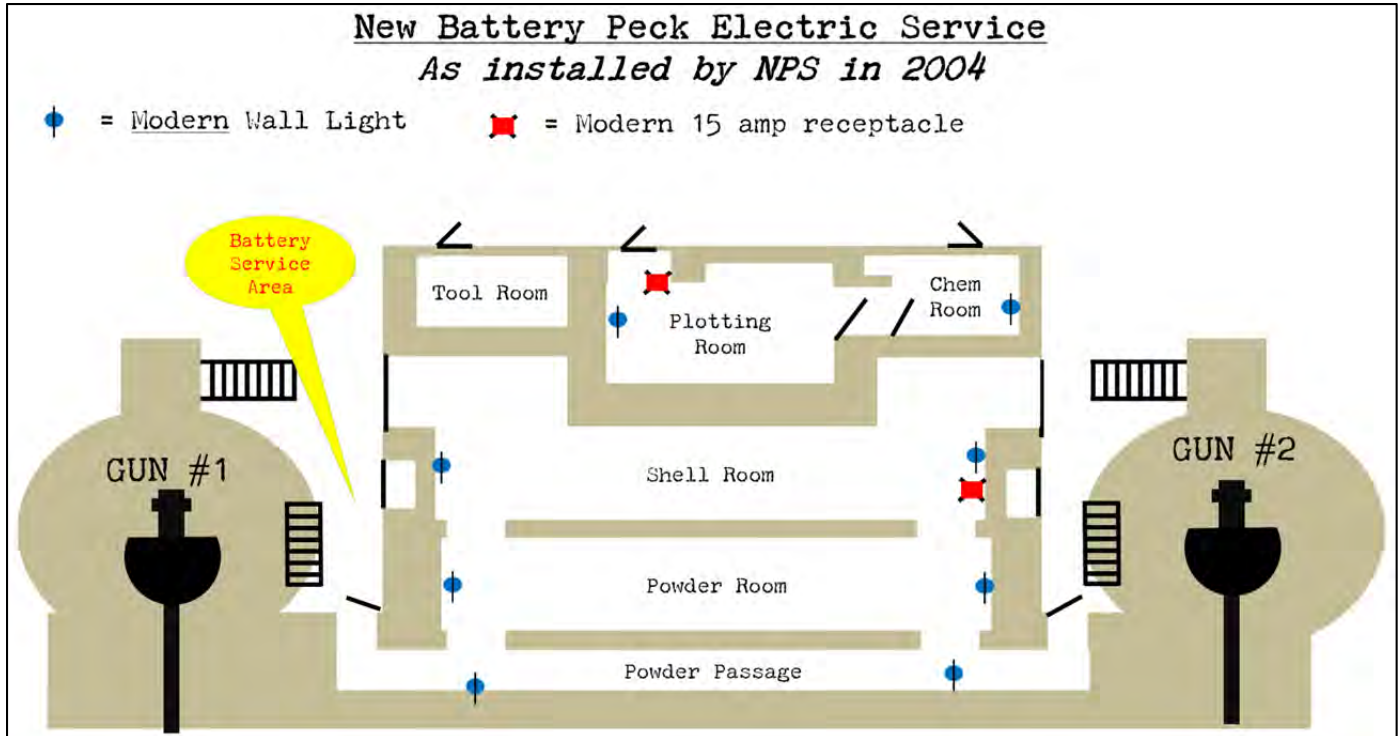 New Battery Peck Electric Service
As installed by NPS in 2004
= Modern Wall Light
= Modern 15 amp receptacle
Battery
Service
Area
Tool Room
Plotting
Room
Chem
Room
GUN #1
GUN #2
Shell Room
Powder Room
Powder Passage